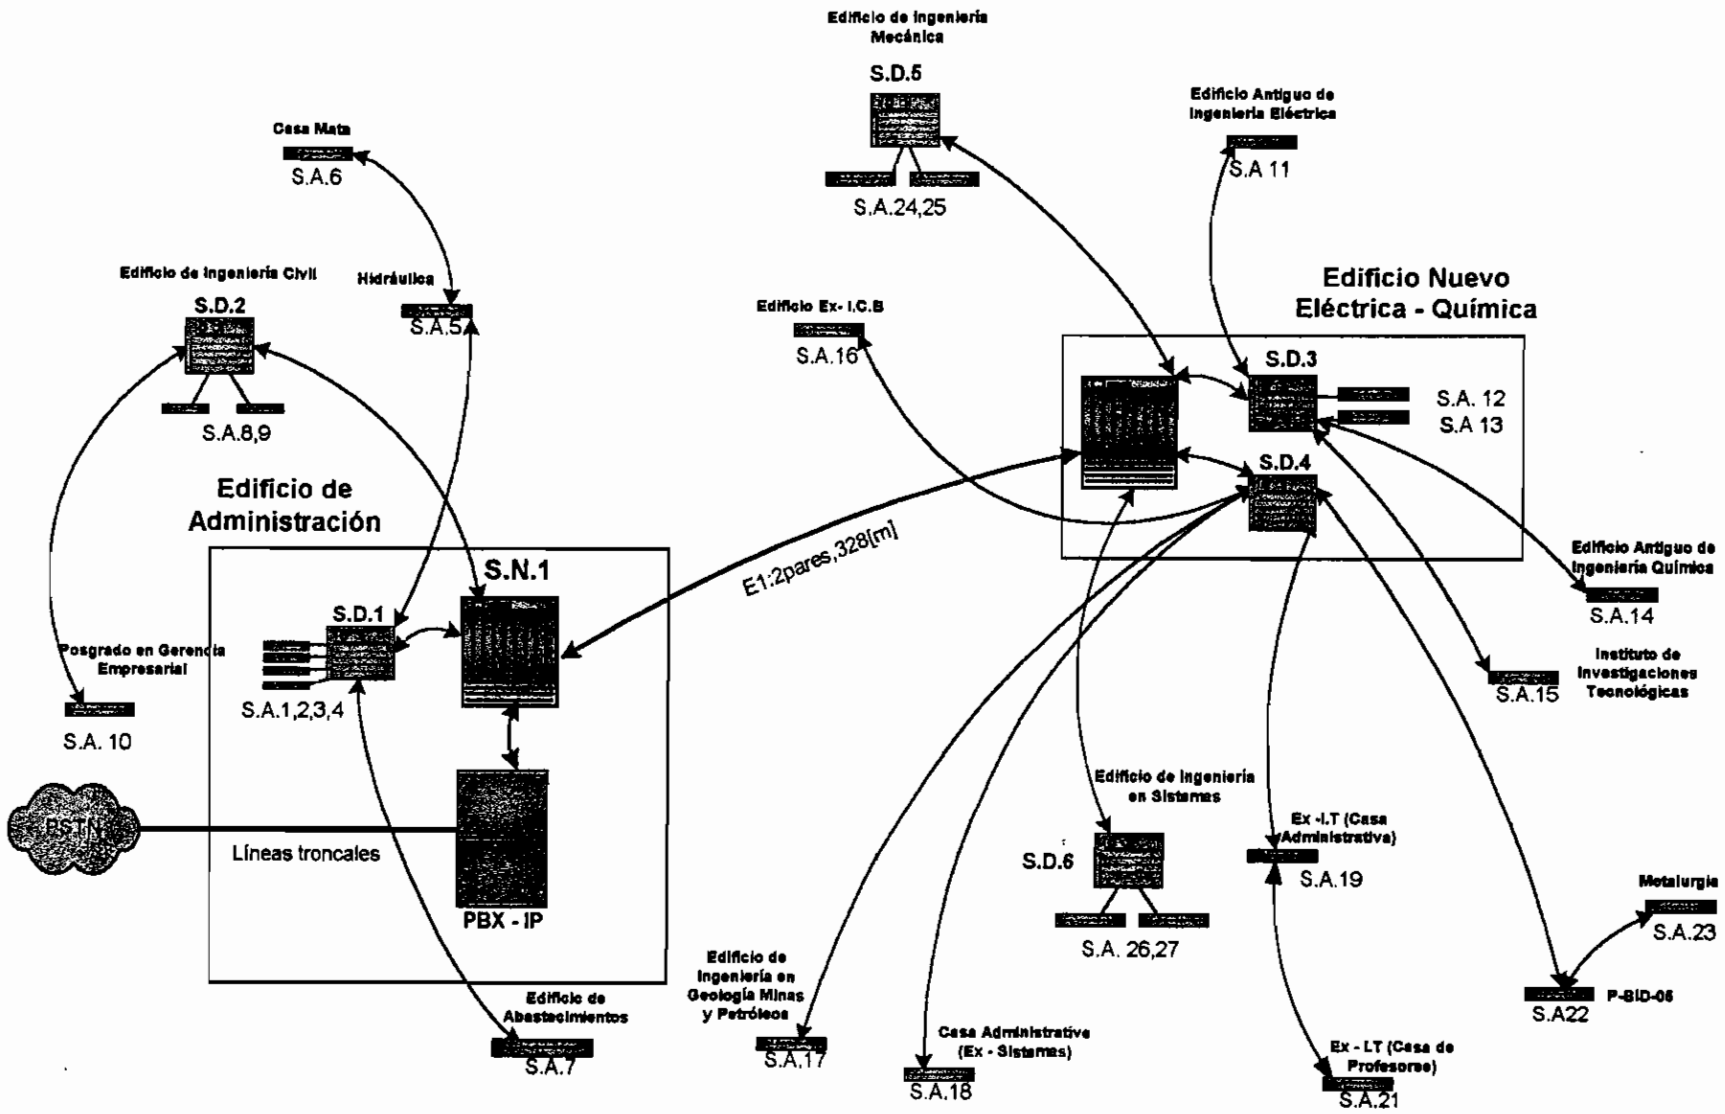 Edificio de Ingeniería
Mecánica
S.D.5
S.A.24,25
Edificio Antiguo de
Ingeniería Eléctrica
S.A 11
Casa Mata
S.A.6
Edificio de Ingeniería Civil
S.D.2
S.A.8,9
Hidráulica
S.A.5
Edificio Ex- I.C.B
S.A.16
Edificio Nuevo
Eléctrica - Química
S.D.3
S.A. 12
S.A 13
S.D.4
Edificio de
Administración
S.N.1
S.D.1
S.A.1,2,3,4
E1:2pares,328[m]
Edificio Antiguo de
Ingeniería Química
S.A.14
Instituto de
Investigaciones
Tecnológicas
S.A.15
Posgrado en Gerencia
Empresarial
S.A. 10
PSTN
Líneas troncales
PBX - IP
Edificio de
Abastecimientos
S.A.7
Edificio de Ingeniería
en Sistemas
S.D.6
S.A. 26,27
Ex -I.T (Casa
Administrativa)
S.A.19
Metalurgia
S.A.23
P-BID-05
S.A22
Edificio de
Ingeniería en
Geología Minas
y Petróleos
S.A.17
Casa Administrative
(Ex - Sistemas)
S.A.18
Ex - I.T (Casa de
Profesorse)
S.A.21